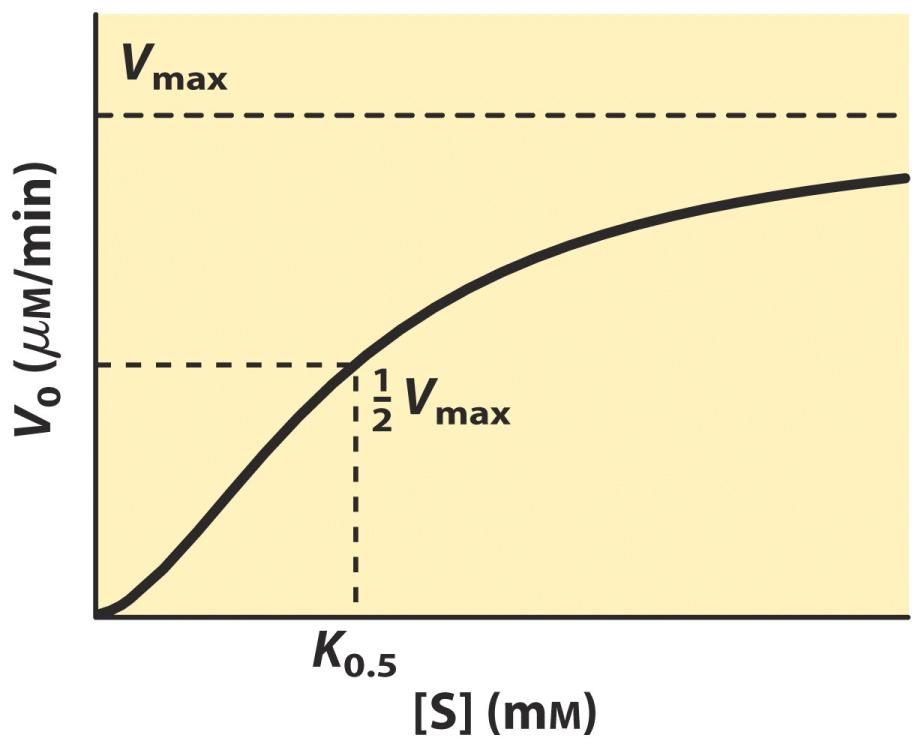 Vmax
V0 (μM/min)
1/2 Vmax
K0.5
[S] (mM)